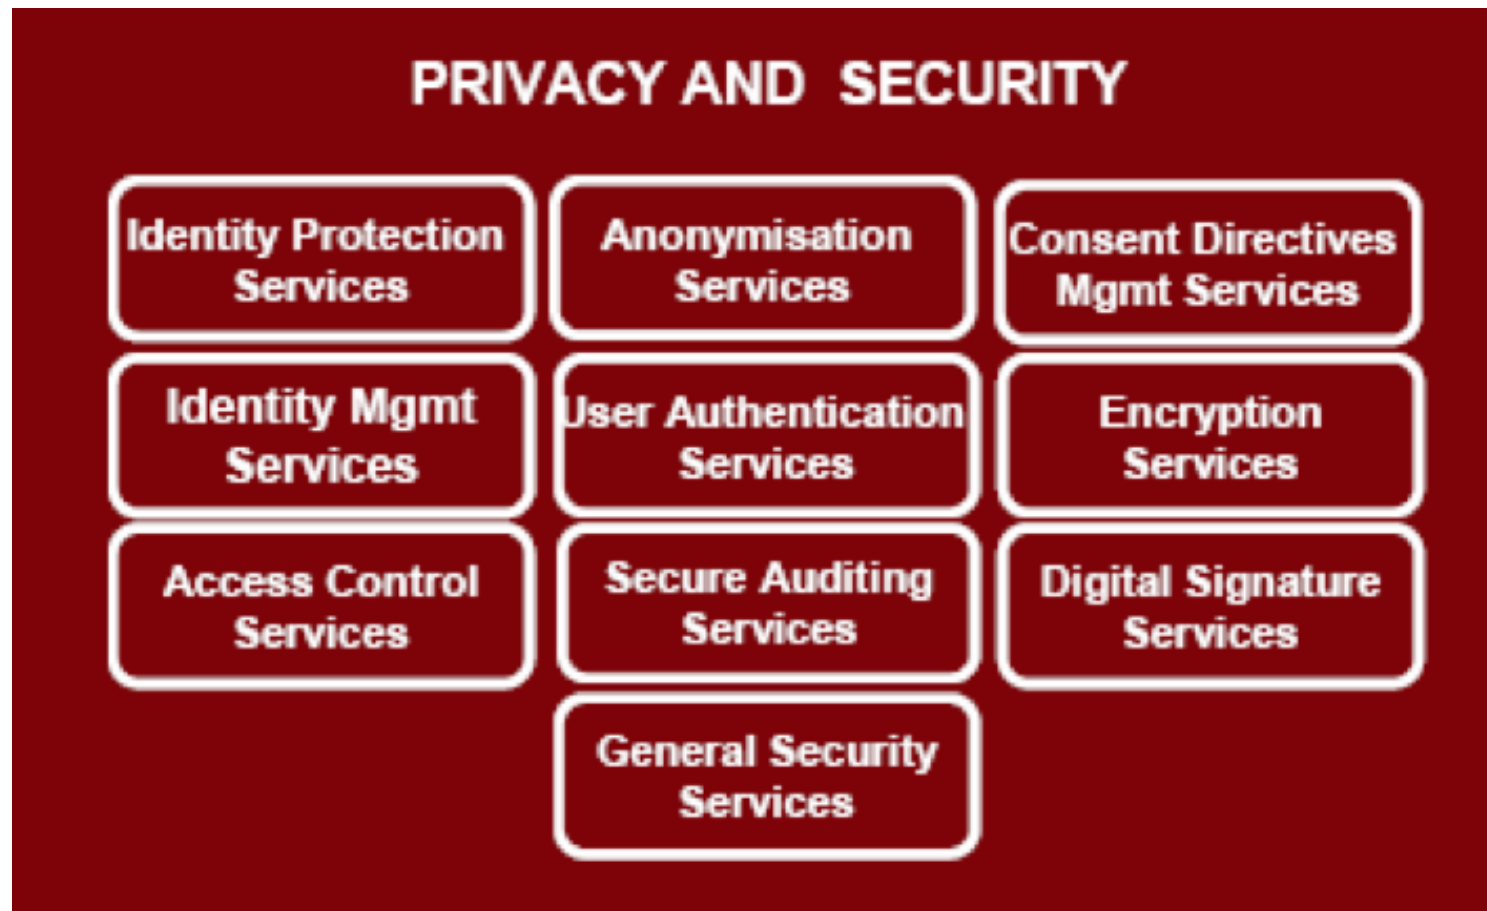 PRIVACY AND SECURITY
Identity Protection
Services
Anonymisation
Services
Consent Directives
Mgmt Services
Identity Mgmt
Services
User Authentication
Services
Encryption
Services
Access Control
Services
Secure Auditing
Services
Digital Signature
Services
General Security
Services